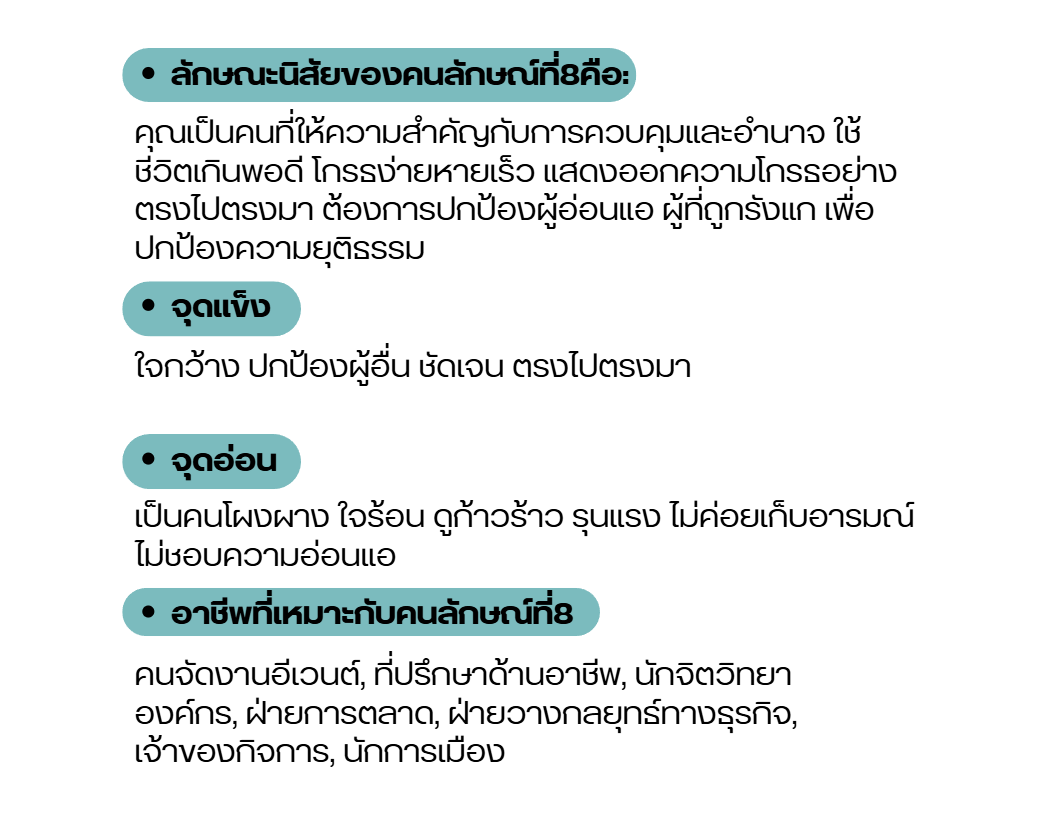 • ลักษณะนิสัยของคนลักษณ์ที่8คือ:
คุณเป็นคนที่ให้ความสำคัญกับการควบคุมและอำนาจ ใช้
ชีวิตเกินพอดี โกรธง่ายหายเร็ว แสดงออกความโกรธอย่าง
ตรงไปตรงมา ต้องการปกป้องผู้อ่อนแอ ผู้ที่ถูกรังแก เพื่อ
ปกป้องความยุติธรรม
• จุดแข็ง
ใจกว้าง ปกป้องผู้อื่น ชัดเจน ตรงไปตรงมา
• จุดอ่อน
เป็นคนโผงผาง ใจร้อน ดูก้าวร้าว รุนแรง ไม่ค่อยเก็บอารมณ์
ไม่ชอบความอ่อนแอ
• อาชีพที่เหมาะกับคนลักษณ์ที่8
คนจัดงานอีเวนต์, ที่ปรึกษาด้านอาชีพ, นักจิตวิทยา
องค์กร, ฝ่ายการตลาด, ฝ่ายวางกลยุทธ์ทางธุรกิจ,
เจ้าของกิจการ, นักการเมือง